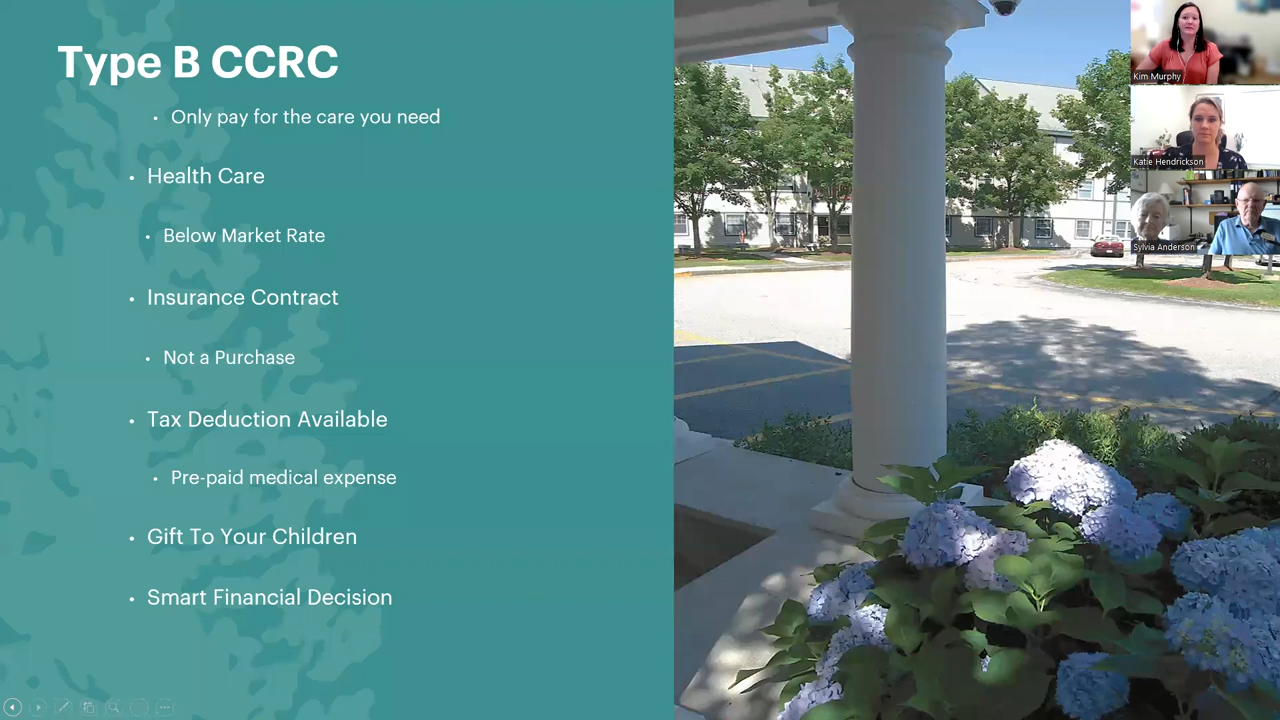 Type B CCRC
Only pay for the care you need
Health Care
Below Market Rate
Insurance Contract
Not a Purchase
Tax Deduction Available
Pre-paid medical expense
Gift To Your Children
Smart Financial Decision
Kim Murphy
Katie Hendrickson
Sylvia Anderson